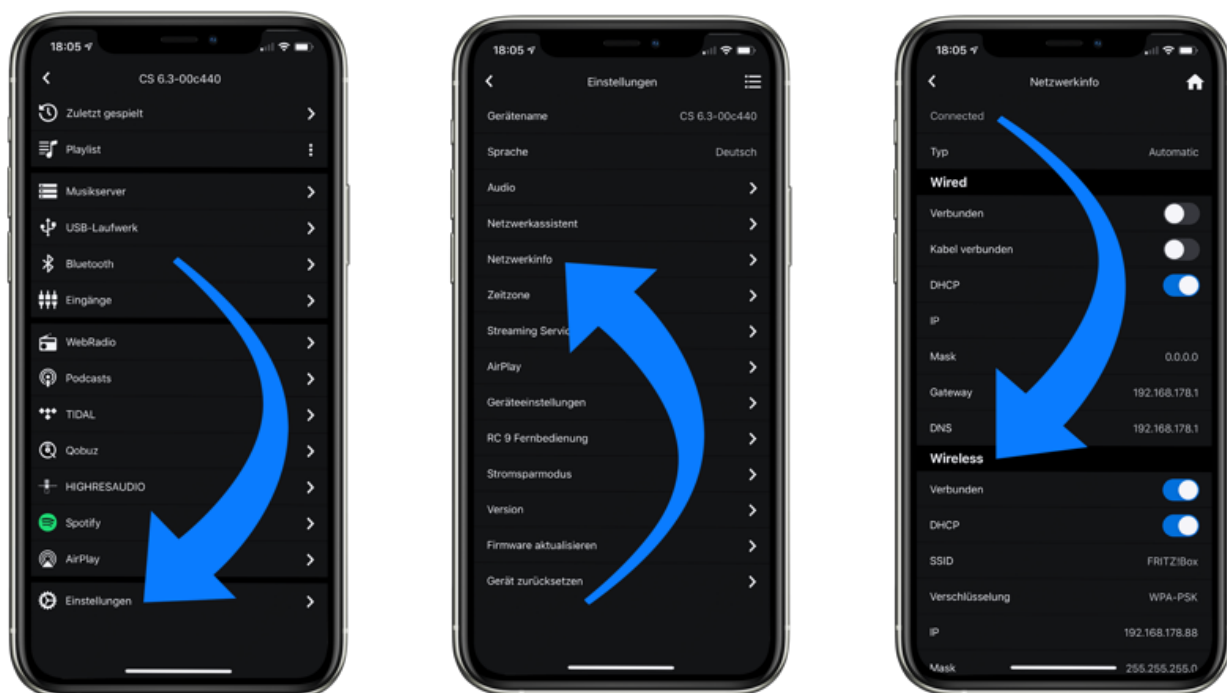 18:05
CS 6.3-00c440
Zuletzt gespielt
Playlist
Musikserver
USB-Laufwerk
Bluetooth
Eingänge
WebRadio
Podcasts
TIDAL
Qobuz
HIGHRESAUDIO
Spotify
AirPlay
Einstellungen
18:05
Einstellungen
Gerätename CS 6.3-00c440
Sprache Deutsch
Audio
Netzwerkassistent
Netzwerkinfo
Zeitzone
Streaming
AirPlay
Geräteeinstellungen
RC 9 Fernbedienung
Stromsparmodus
Version
Firmware aktualisieren
Gerät zurücksetzen
18:05
Netzwerkinfo
Connected
Typ Automatic
Wired
Verbunden
Kabel verbunden
DHCP
IP
Mask 0.0.0.0
Gateway 192.168.178.1
DNS 192.168.178.1
Wireless
Verbunden
DHCP
SSID FRITZ!Box
Verschlüsselung WPA-PSK
IP 192.168.178.88
Mask 255.255.255.0